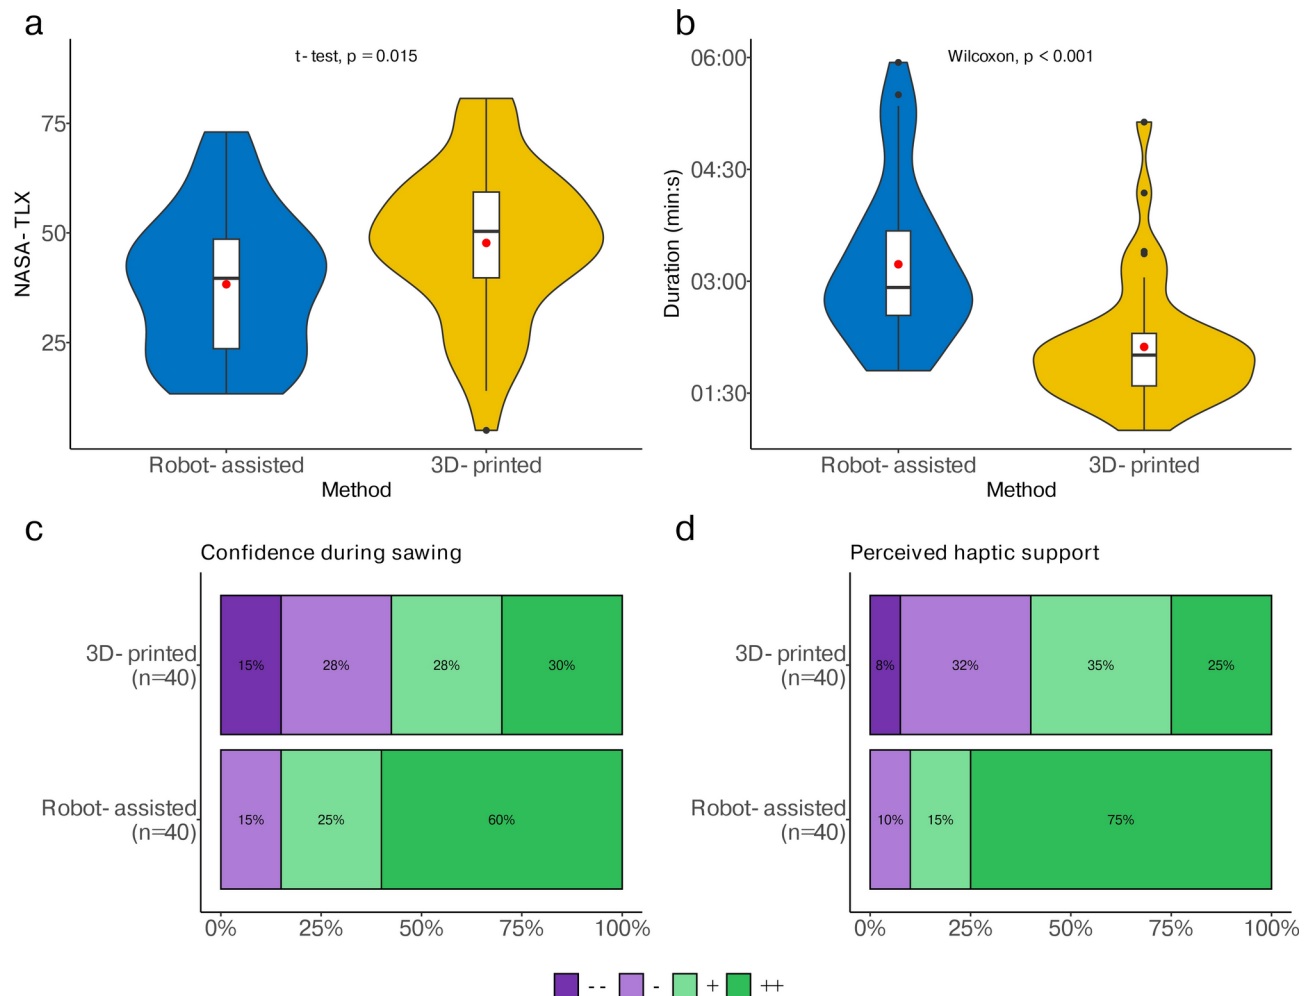 a
t-test, p = 0.015
75
50
25
NASA-TLX
Robot-assisted
3D-printed
Method
b
Wilcoxon, p < 0.001
06:00
04:30
03:00
01:30
Duration (min:s)
Robot-assisted
3D-printed
Method
c
Confidence during sawing
3D-printed
(n=40)
15% 28% 28% 30%
Robot-assisted
(n=40)
15% 25% 60%
0% 25% 50% 75% 100%
d
Perceived haptic support
3D-printed
(n=40)
8% 32% 35% 25%
Robot-assisted
(n=40)
10% 15% 75%
0% 25% 50% 75% 100%
-- - + ++